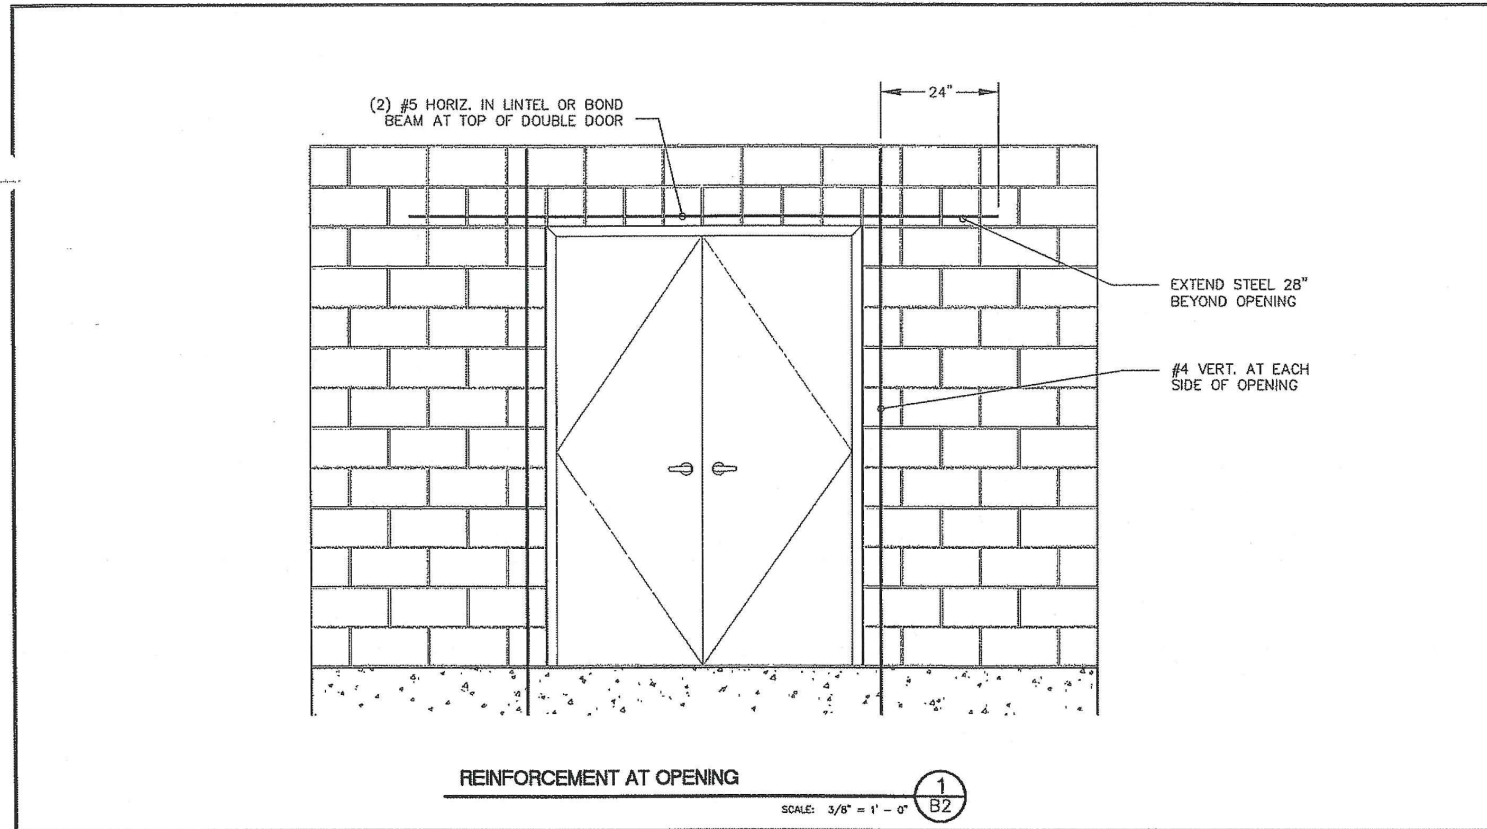 24"
(2) #5 HORIZ. IN LINTEL OR BOND
BEAM AT TOP OF DOUBLE DOOR
EXTEND STEEL 28"
BEYOND OPENING
#4 VERT. AT EACH
SIDE OF OPENING
REINFORCEMENT AT OPENING
1
B2
SCALE: 3/8" = 1' - 0"